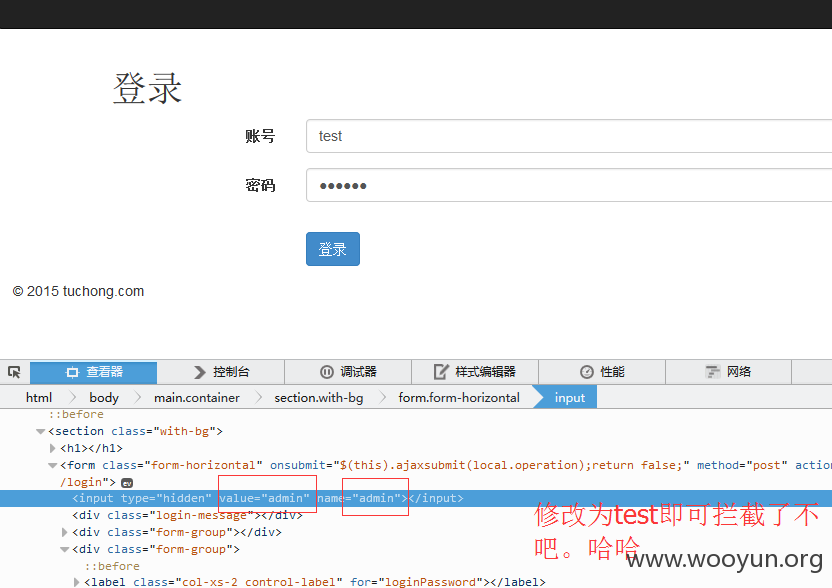 登录
账号 test
密码 ●●●●●●
登录
© 2015 tuchong.com
查看器 控制台 调试器 样式编辑器 性能 网络
html body main.container section.with-bg form.form-horizontal input
::before
<section class="with-bg">
<h1></h1>
<form class="form-horizontal" onsubmit="$(this).ajaxsubmit(local.operation);return false;" method="post" actio
/login"> ev
<input type="hidden" value="admin" name="admin"></input>
<div class="login-message"></div>
<div class="form-group"></div>
<div class="form-group">
::before
<label class="col-xs-2 control-label" for="loginPassword"></label>
修改为test即可拦截了不
吧。哈哈
www.wooyun.org